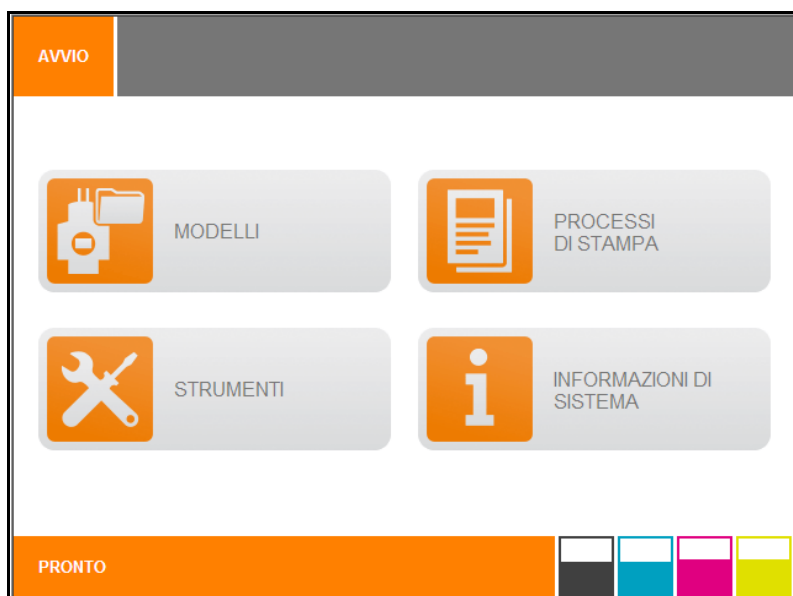 AVVIO
MODELLI
PROCESSI
DI STAMPA
STRUMENTI
INFORMAZIONI DI
SISTEMA
PRONTO